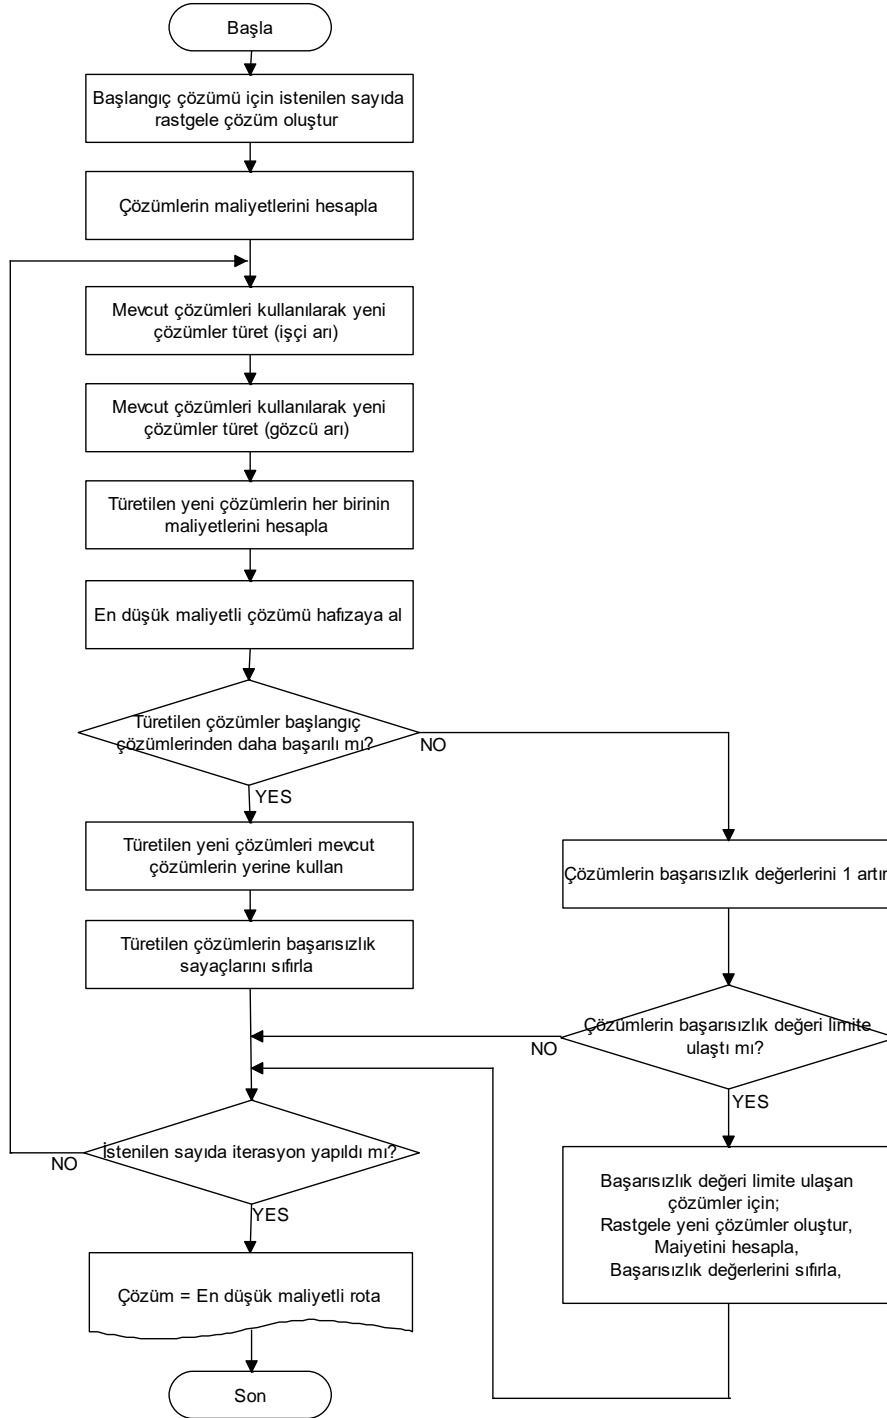 Başla
Başlangıç çözümü için istenilen sayıda
rastgele çözüm oluştur
Çözümlerin maliyetlerini hesapla
Mevcut çözümleri kullanılarak yeni
çözümler türet (işçi arı)
Mevcut çözümleri kullanılarak yeni
çözümler türet (gözcü arı)
Türetilen yeni çözümlerin her birinin
maliyetlerini hesapla
En düşük maliyetli çözümü hafızaya al
Türetilen çözümler başlangıç
çözümlerinden daha başarılı mı?
NO
YES
Türetilen yeni çözümleri mevcut
çözümlerin yerine kullan
Çözümlerin başarısızlık değerlerini 1 artır
Türetilen çözümlerin başarısızlık
sayaçlarını sıfırla
Çözümlerin başarısızlık değeri limite
ulaştı mı?
NO
YES
İstenilen sayıda iterasyon yapıldı mı?
NO
YES
Başarısızlık değeri limite ulaşan
çözümler için;
Rastgele yeni çözümler oluştur,
Maiyetini hesapla,
Başarısızlık değerlerini sıfırla,
Çözüm = En düşük maliyetli rota
Son